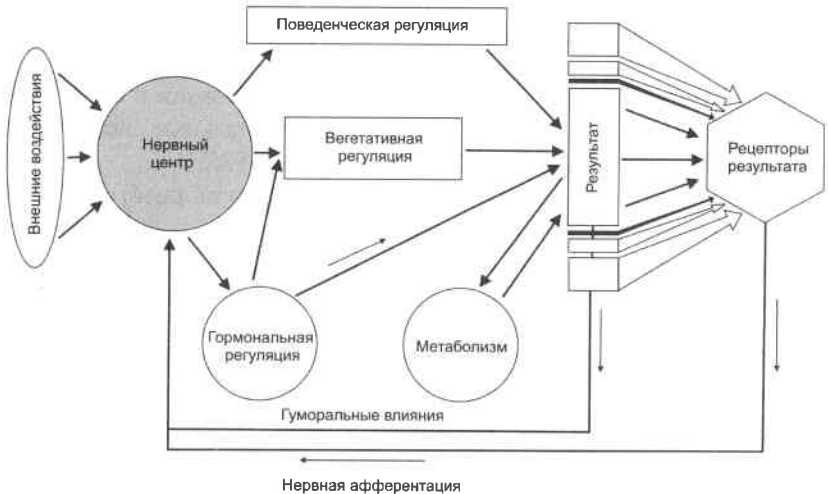 Поведенческая регуляция
Внешние воздействия
Нервный
центр
Вегетативная
регуляция
Результат
Рецепторы
результата
Гормональная
регуляция
Метаболизм
Гуморальные влияния
Нервная афферентация